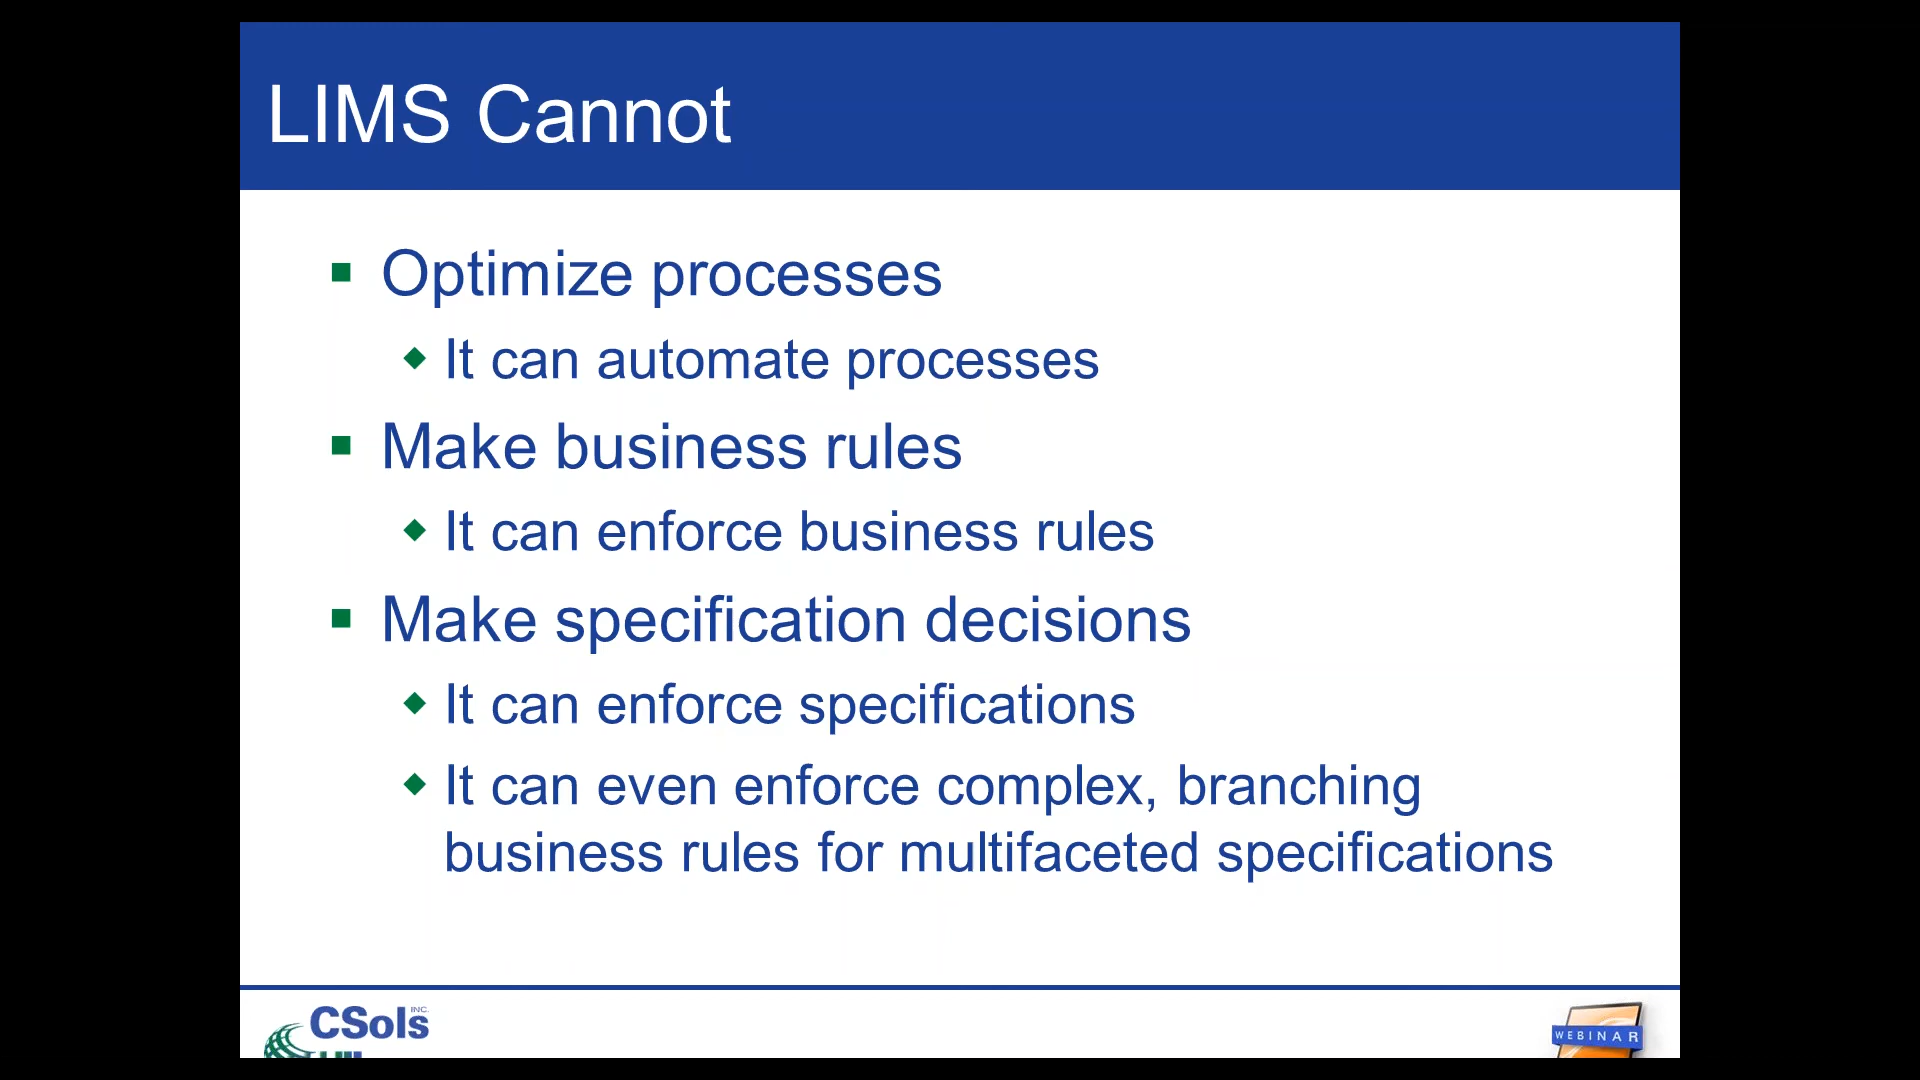 LIMS Cannot
Optimize processes
It can automate processes
Make business rules
It can enforce business rules
Make specification decisions
It can enforce specifications
It can even enforce complex, branching
business rules for multifaceted specifications
CSols INC.
WEBINAR